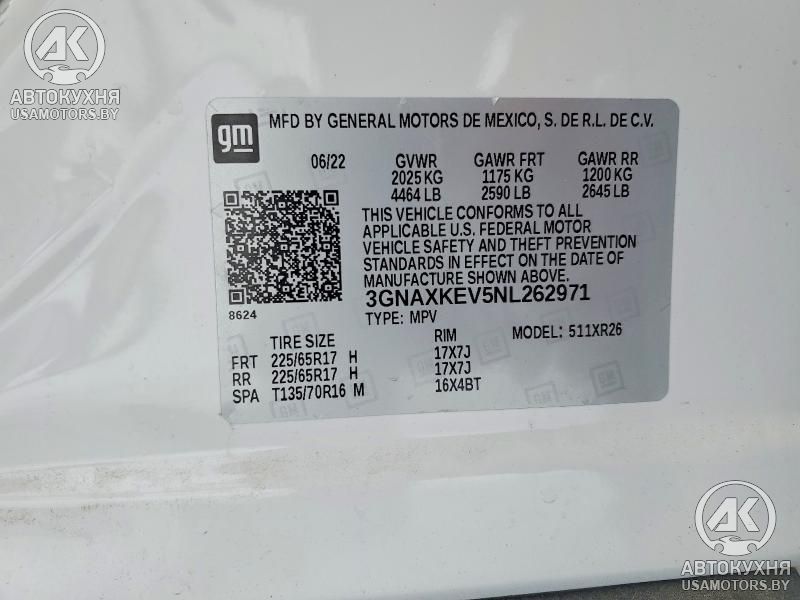 АК
АВТОКУХНЯ
USAMOTORS.BY
gm
MFD BY GENERAL MOTORS DE MEXICO, S. DE R.L. DE C.V.
06/22 GVWR GAWR FRT GAWR RR
2025 KG 1175 KG 1200 KG
4464 LB 2590 LB 2645 LB
THIS VEHICLE CONFORMS TO ALL
APPLICABLE U.S. FEDERAL MOTOR
VEHICLE SAFETY AND THEFT PREVENTION
STANDARDS IN EFFECT ON THE DATE OF
MANUFACTURE SHOWN ABOVE.
3GNAXKEV5NL262971
8624
TYPE: MPV MODEL: 511XR26
TIRE SIZE RIM
FRT 225/65R17 H 17X7J
RR 225/65R17 H 17X7J
SPA T135/70R16 M 16X4BT
АК
АВТОКУХНЯ
USAMOTORS.BY